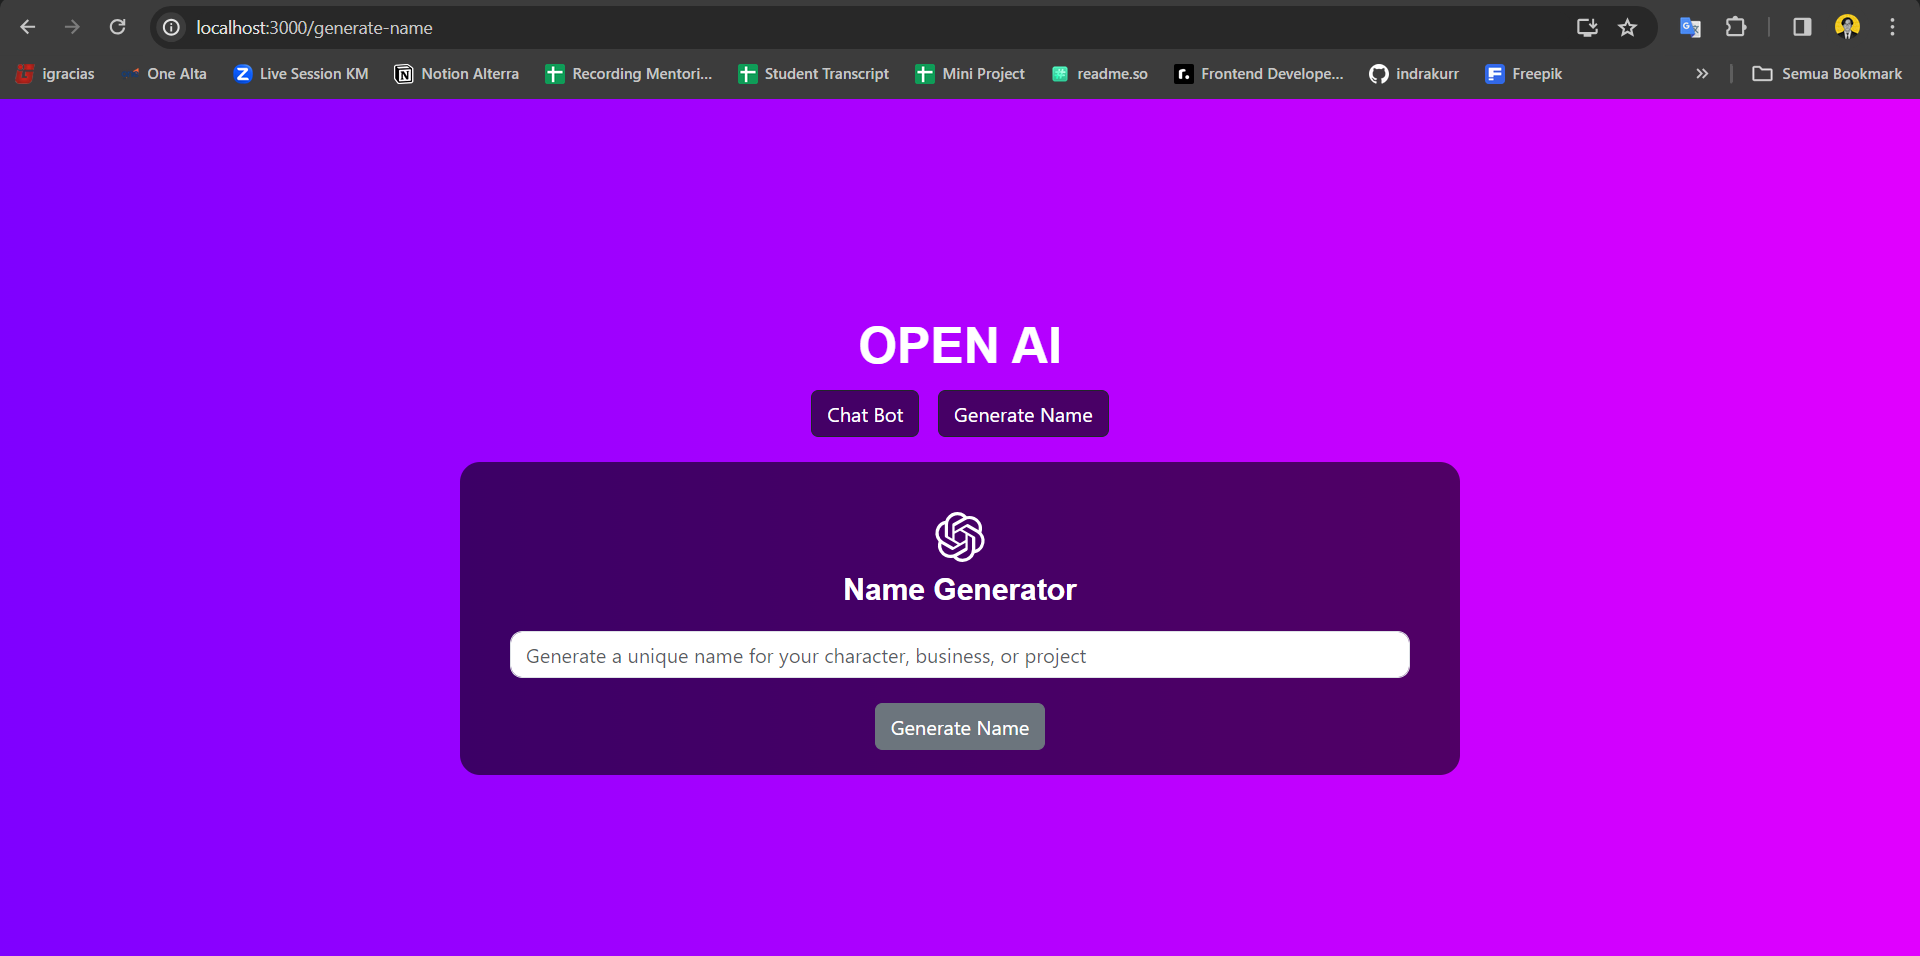 localhost:3000/generate-name
igracias One Alta Live Session KM Notion Alterra Recording Mentori... Student Transcript Mini Project readme.so Frontend Develope... indrakurr Freepik » Semua Bookmark
OPEN AI
Chat Bot Generate Name
Name Generator
Generate a unique name for your character, business, or project
Generate Name